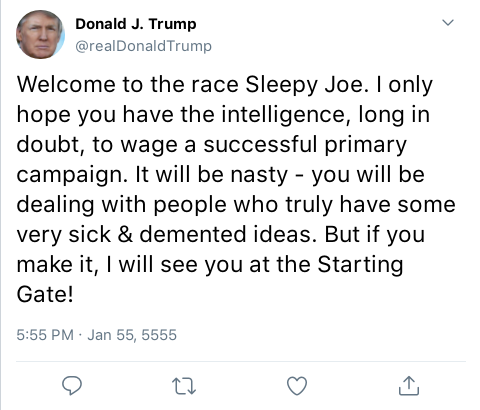 Donald J. Trump
@realDonaldTrump
Welcome to the race Sleepy Joe. I only
hope you have the intelligence, long in
doubt, to wage a successful primary
campaign. It will be nasty - you will be
dealing with people who truly have some
very sick & demented ideas. But if you
make it, I will see you at the Starting
Gate!
5:55 PM · Jan 55, 5555